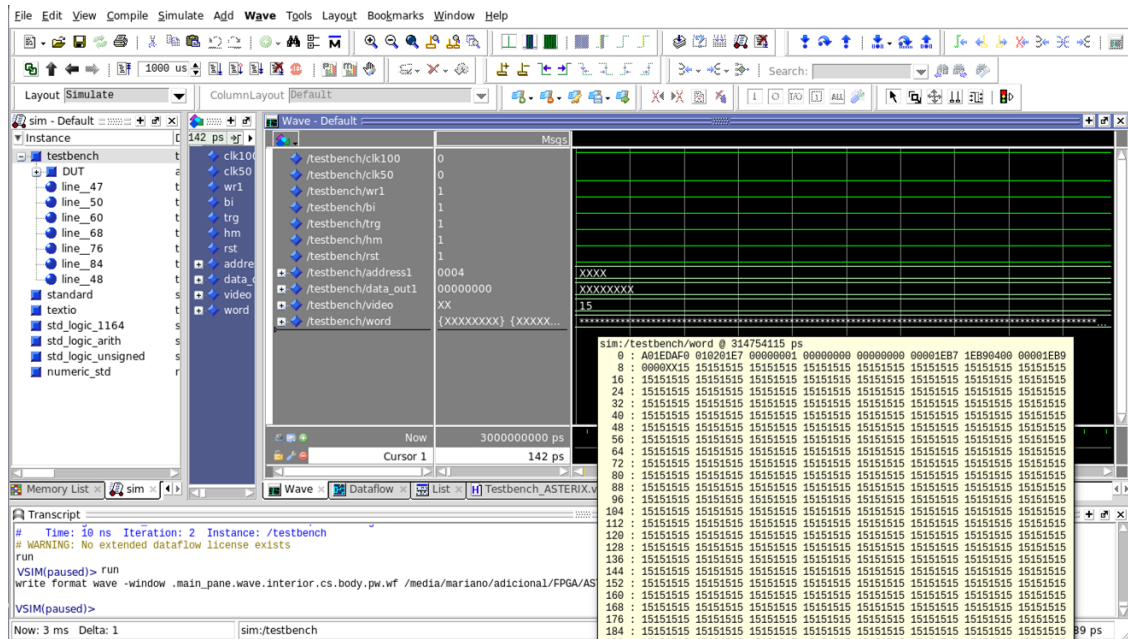 File Edit View Compile Simulate Add Wave Tools Layout Bookmarks Window Help
1000 us
Search:
Layout Simulate
ColumnLayout Default
ALL
sim - Default
Instance
testbench t
DUT t
line__47 t
line__50 t
line__60 t
line__68 t
line__76 t
line__84 t
line__48 t
standard s
textio s
std_logic_1164 s
std_logic_arith s
std_logic_unsigned s
numeric_std
142 ps
clk100
clk50
wr1
bi
trg
hm
rst
addre
data_o
video
word
Wave - Default
Msgs
/testbench/clk100 0
/testbench/clk50 0
/testbench/wr1 1
/testbench/bi 1
/testbench/trg 1
/testbench/hm 1
/testbench/rst 1
/testbench/address1 0004 XXXX
/testbench/data_out1 00000000 XXXXXXXX
/testbench/video XX 15
/testbench/word {XXXXXXXX} {XXXXX...
Now 3000000000 ps
Cursor 1 142 ps
sim:/testbench/word @ 314754115 ps
0 : A01EDAF0 010201E7 00000001 00000000 00000000 00001EB7 1EB90400 00001EB9
8 : 0000XX15 15151515 15151515 15151515 15151515 15151515 15151515 15151515
16 : 15151515 15151515 15151515 15151515 15151515 15151515 15151515 15151515
24 : 15151515 15151515 15151515 15151515 15151515 15151515 15151515 15151515
32 : 15151515 15151515 15151515 15151515 15151515 15151515 15151515 15151515
40 : 15151515 15151515 15151515 15151515 15151515 15151515 15151515 15151515
48 : 15151515 15151515 15151515 15151515 15151515 15151515 15151515 15151515
56 : 15151515 15151515 15151515 15151515 15151515 15151515 15151515 15151515
64 : 15151515 15151515 15151515 15151515 15151515 15151515 15151515 15151515
72 : 15151515 15151515 15151515 15151515 15151515 15151515 15151515 15151515
80 : 15151515 15151515 15151515 15151515 15151515 15151515 15151515 15151515
88 : 15151515 15151515 15151515 15151515 15151515 15151515 15151515 15151515
96 : 15151515 15151515 15151515 15151515 15151515 15151515 15151515 15151515
104 : 15151515 15151515 15151515 15151515 15151515 15151515 15151515 15151515
112 : 15151515 15151515 15151515 15151515 15151515 15151515 15151515 15151515
120 : 15151515 15151515 15151515 15151515 15151515 15151515 15151515 15151515
128 : 15151515 15151515 15151515 15151515 15151515 15151515 15151515 15151515
136 : 15151515 15151515 15151515 15151515 15151515 15151515 15151515 15151515
144 : 15151515 15151515 15151515 15151515 15151515 15151515 15151515 15151515
152 : 15151515 15151515 15151515 15151515 15151515 15151515 15151515 15151515
160 : 15151515 15151515 15151515 15151515 15151515 15151515 15151515 15151515
168 : 15151515 15151515 15151515 15151515 15151515 15151515 15151515 15151515
176 : 15151515 15151515 15151515 15151515 15151515 15151515 15151515 15151515
184 : 15151515 15151515 15151515 15151515 15151515 15151515 15151515 15151515
Memory List sim
Wave Dataflow List Testbench_ASTERIX.v
Transcript
# Time: 10 ns Iteration: 2 Instance: /testbench
# WARNING: No extended dataflow license exists
run
VSIM(paused)> run
write format wave -window .main_pane.wave.interior.cs.body.pw.wf /media/mariano/adicional/FPGA/AS
VSIM(paused)>
Now: 3 ms Delta: 1
sim:/testbench
89 ps